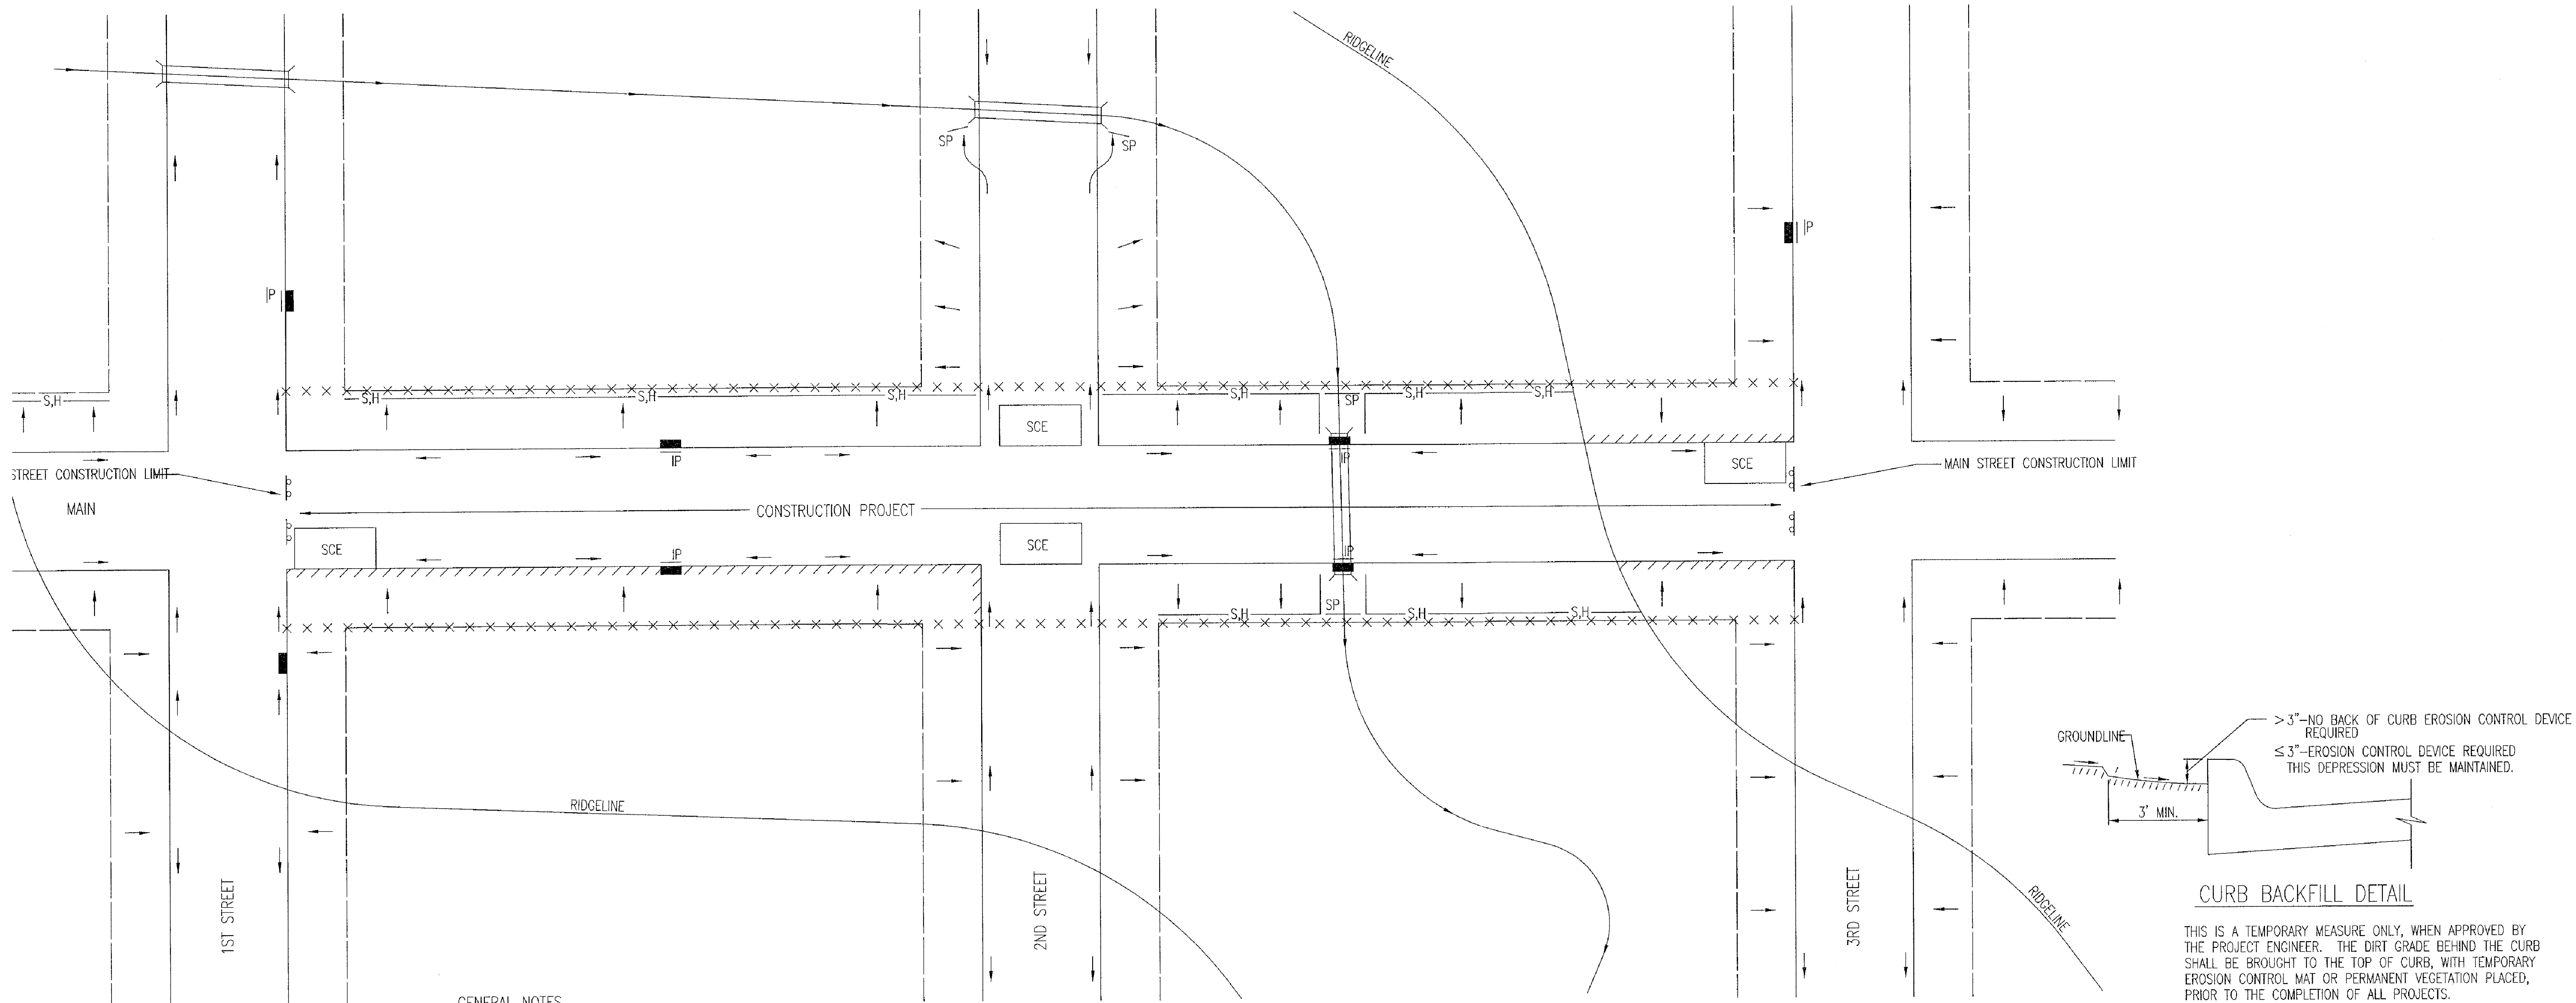 RIDGELINE
SP
SP
IP
IP
S,H
S,H
S,H
S,H
S,H
SP
S,H
S,H
SCE
IP
IP
SCE
STREET CONSTRUCTION LIMIT
MAIN STREET CONSTRUCTION LIMIT
MAIN
CONSTRUCTION PROJECT
SCE
SCE
IP
IP
S,H
SP
S,H
S,H
RIDGELINE
1ST STREET
2ND STREET
3RD STREET
RIDGELINE
GENERAL NOTES
>3"-NO BACK OF CURB EROSION CONTROL DEVICE
REQUIRED
≤3"-EROSION CONTROL DEVICE REQUIRED
THIS DEPRESSION MUST BE MAINTAINED.
GROUNDLINE
3' MIN.
CURB BACKFILL DETAIL
THIS IS A TEMPORARY MEASURE ONLY, WHEN APPROVED BY
THE PROJECT ENGINEER. THE DIRT GRADE BEHIND THE CURB
SHALL BE BROUGHT TO THE TOP OF CURB, WITH TEMPORARY
EROSION CONTROL MAT OR PERMANENT VEGETATION PLACED,
PRIOR TO THE COMPLETION OF ALL PROJECTS.